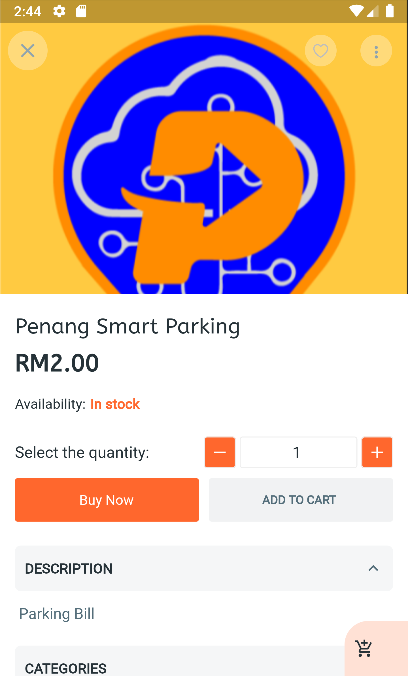 2:44
Penang Smart Parking
RM2.00
Availability: In stock
Select the quantity:
1
Buy Now
ADD TO CART
DESCRIPTION
Parking Bill
CATEGORIES